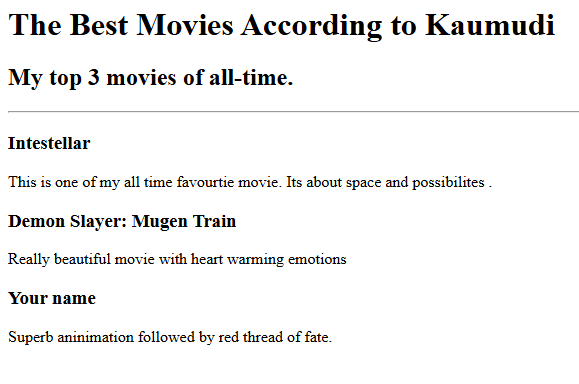 The Best Movies According to Kaumudi
My top 3 movies of all-time.
Intestellar
This is one of my all time favourtie movie. Its about space and possibilites .
Demon Slayer: Mugen Train
Really beautiful movie with heart warming emotions
Your name
Superb aninimation followed by red thread of fate.